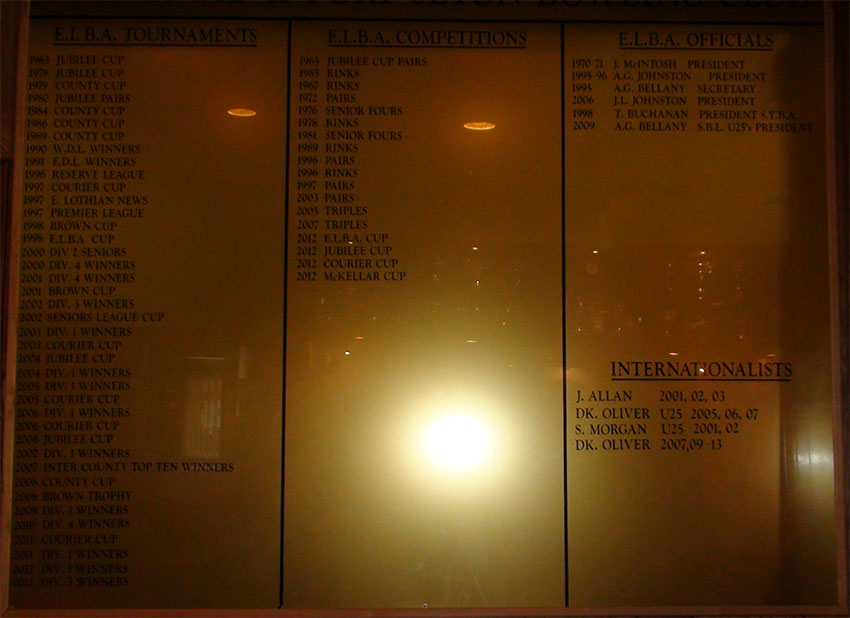 PORT SETON BOWLING CLUB
E.L.B.A. TOURNAMENTS
1965 JUBILEE CUP
1978 JUBILEE CUP
1979 COUNTY CUP
1980 JUBILEE PAIRS
1984 COUNTY CUP
1986 COUNTY CUP
1989 COUNTY CUP
1990 W.D.L. WINNERS
1991 E.D.L. WINNERS
1996 RESERVE LEAGUE
1997 COURIER CUP
1997 E. LOTHIAN NEWS
1997 PREMIER LEAGUE
1998 BROWN CUP
1998 E.L.B.A CUP
2000 DIV 2 SENIORS
2000 DIV. 4 WINNERS
2001 DIV. 4 WINNERS
2001 BROWN CUP
2002 DIV. 3 WINNERS
2002 SENIORS LEAGUE CUP
2003 DIV. 1 WINNERS
2003 COURIER CUP
2004 JUBILEE CUP
2004 DIV. 1 WINNERS
2005 DIV. 1 WINNERS
2005 COURIER CUP
2006 DIV. 1 WINNERS
2006 COURIER CUP
2006 JUBILEE CUP
2007 DIV. 1 WINNERS
2007 INTER COUNTY TOP TEN WINNERS
2008 COUNTY CUP
2008 BROWN TROPHY
2009 DIV. 1 WINNERS
2010 DIV. 4 WINNERS
2011 COURIER CUP
2011 DIV. 1 WINNERS
2012 DIV. 1 WINNERS
2012 DIV. 3 WINNERS
E.L.B.A. COMPETITIONS
1965 JUBILEE CUP PAIRS
1965 RINKS
1967 RINKS
1972 PAIRS
1976 SENIOR FOURS
1978 RINKS
1981 SENIOR FOURS
1989 RINKS
1996 PAIRS
1996 RINKS
1997 PAIRS
2003 PAIRS
2005 TRIPLES
2007 TRIPLES
2012 E.L.B.A. CUP
2012 JUBILEE CUP
2012 COURIER CUP
2012 McKELLAR CUP
E.L.B.A. OFFICIALS
1970 71 J. McINTOSH PRESIDENT
1995 96 A.G. JOHNSTON PRESIDENT
1995 A.G. BELLANY SECRETARY
2006 J.L. JOHNSTON PRESIDENT
1998 T. BUCHANAN PRESIDENT S.Y.B.A.
2009 A.G. BELLANY S.B.L. U25's PRESIDENT
INTERNATIONALISTS
J. ALLAN 2001, 02, 03
DK. OLIVER U25 2005, 06, 07
S. MORGAN U25 2001, 02
DK. OLIVER 2007,09-13